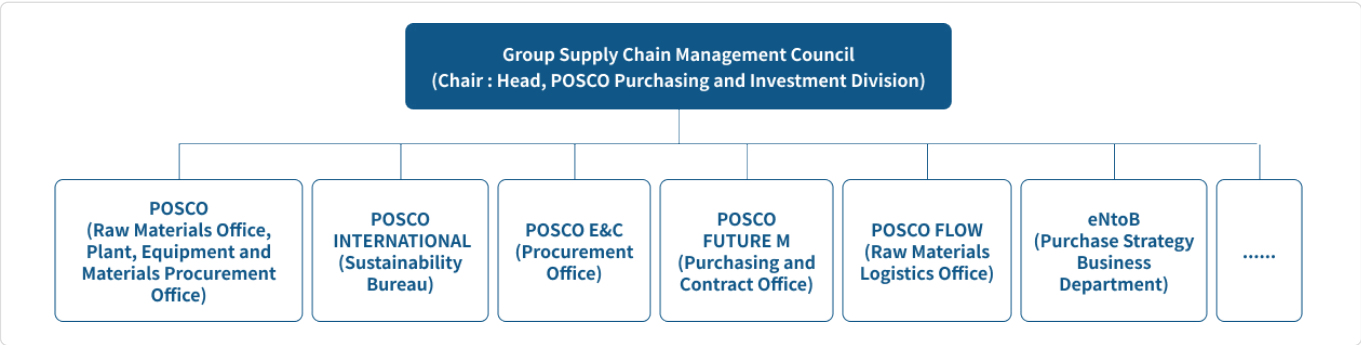 Group Supply Chain Management Council
(Chair : Head, POSCO Purchasing and Investment Division)
POSCO
(Raw Materials Office,
Plant, Equipment and
Materials Procurement
Office)
POSCO
INTERNATIONAL
(Sustainability
Bureau)
POSCO E&C
(Procurement
Office)
POSCO
FUTURE M
(Purchasing and
Contract Office)
POSCO FLOW
(Raw Materials
Logistics Office)
eNtoB
(Purchase Strategy
Business
Department)
......